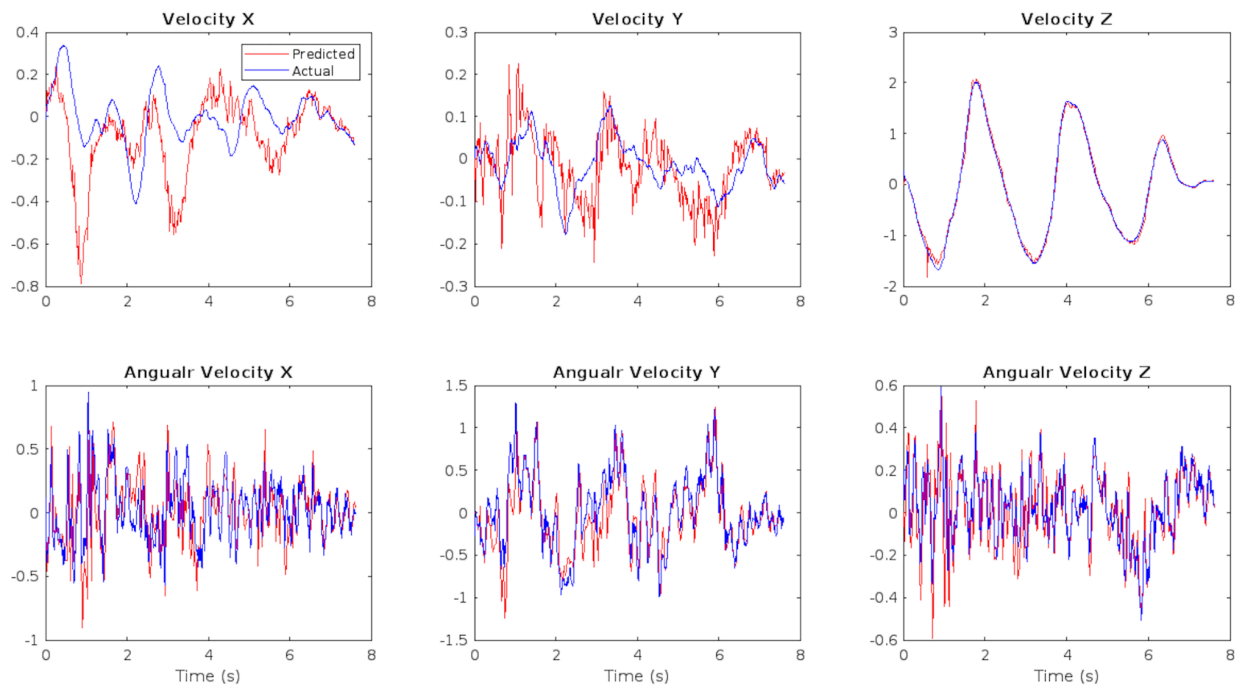 Velocity X
Velocity Y
Velocity Z
0.4
0.2
0
-0.2
-0.4
-0.6
-0.8
Predicted
Actual
0 2 4 6 8
0.3
0.2
0.1
0
-0.1
-0.2
0.3
0 2 4 6 8
3
2
1
0
-1
2
0 2 4 6 8
Angualr Velocity X
Angualr Velocity Y
Angualr Velocity Z
1
0.5
0
-0.5
-1
0 2 4 6 8
Time (s)
1.5
1
0.5
0
-0.5
-1
-1.5
0 2 4 6 8
Time (s)
0.6
0.4
0.2
0
-0.2
-0.4
-0.6
0 2 4 6 8
Time (s)